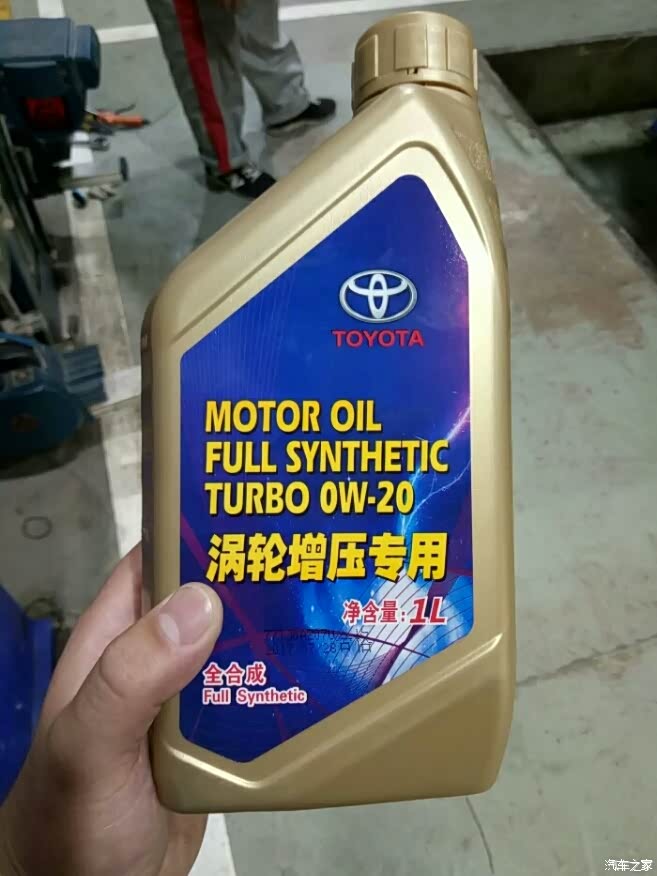 TOYOTA
MOTOR OIL
FULL SYNTHETIC
TURBO 0W-20
涡轮增压专用
净含量:1L
全合成
Full Synthetic
汽车之家